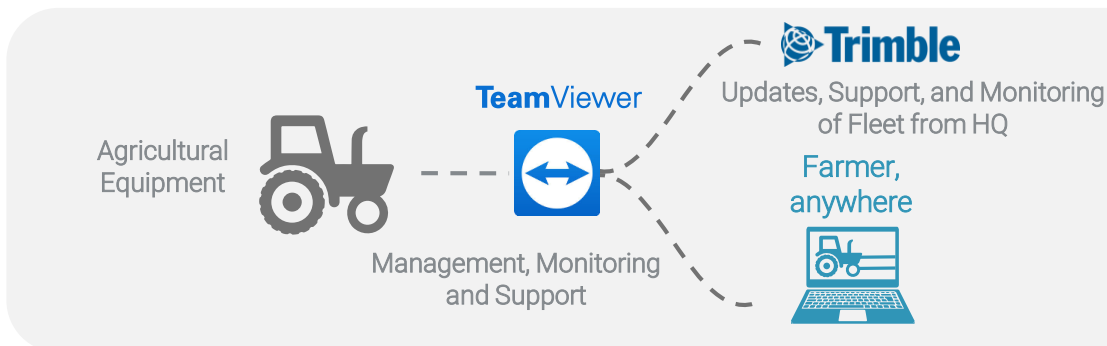 Agricultural
Equipment
TeamViewer
Management, Monitoring
and Support
Trimble
Updates, Support, and Monitoring
of Fleet from HQ
Farmer,
anywhere